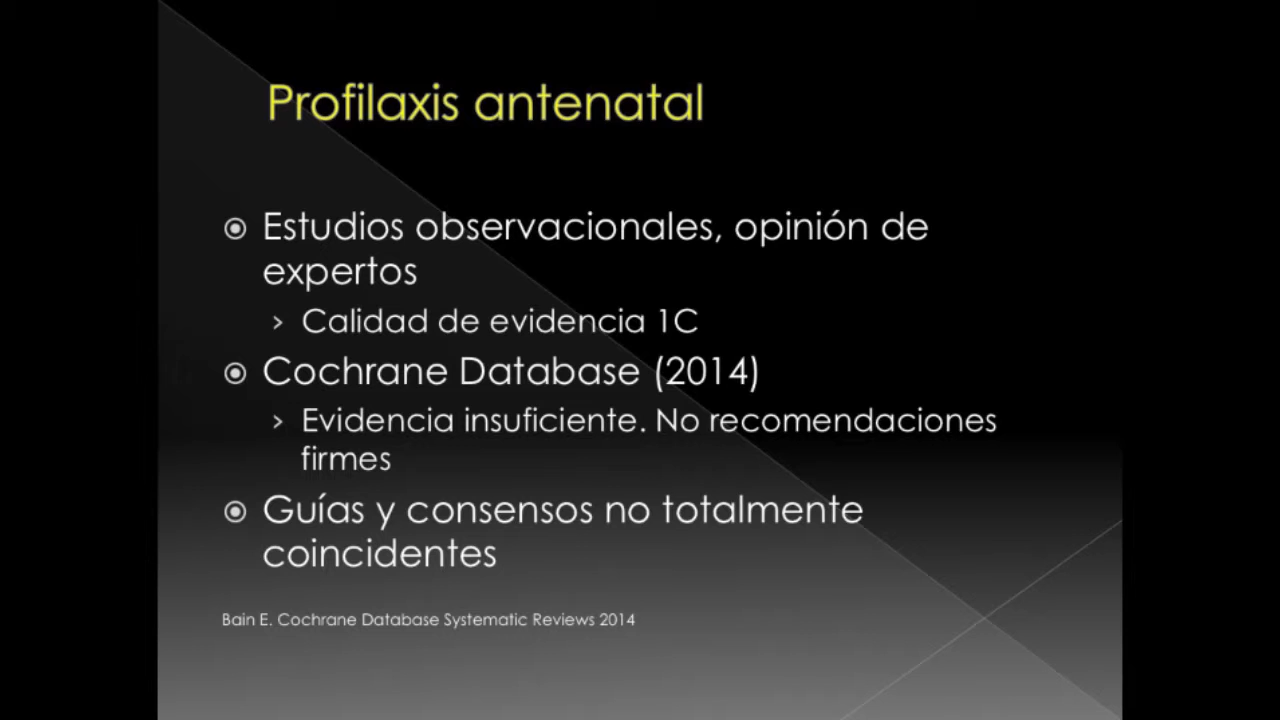 Profilaxis antenatal
Estudios observacionales, opinión de
expertos
Calidad de evidencia 1C
Cochrane Database (2014)
Evidencia insuficiente. No recomendaciones
firmes
Guías y consensos no totalmente
coincidentes
Bain E. Cochrane Database Systematic Reviews 2014